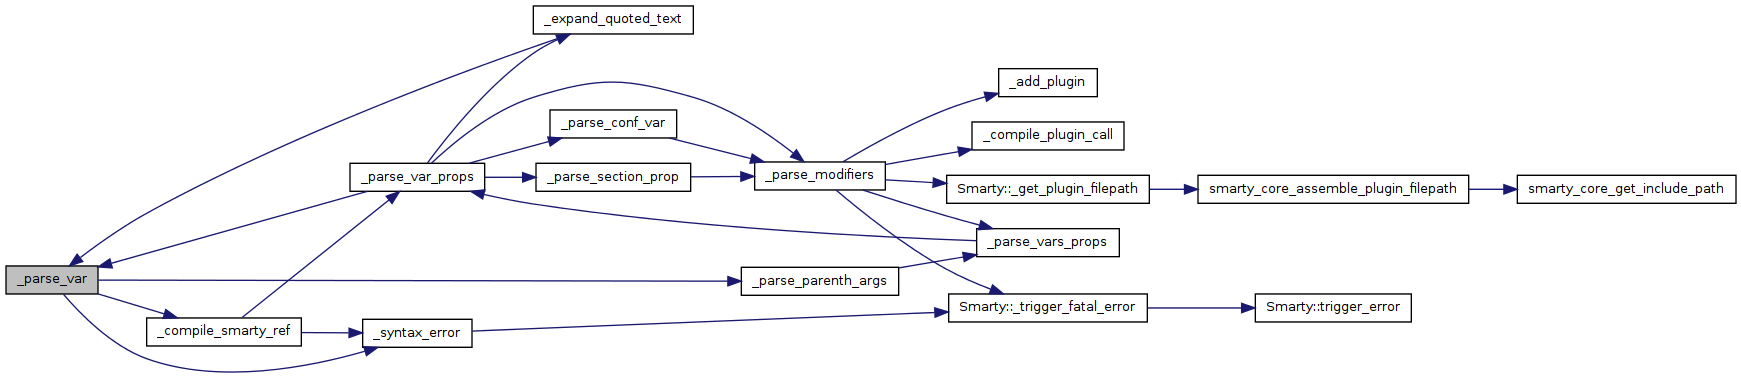 _expand_quoted_text
_add_plugin
_parse_conf_var
_compile_plugin_call
_parse_var_props
_parse_section_prop
_parse_modifiers
Smarty::_get_plugin_filepath
smarty_core_assemble_plugin_filepath
smarty_core_get_include_path
_parse_vars_props
_parse_var
_parse_parenth_args
Smarty::_trigger_fatal_error
Smarty::trigger_error
_compile_smarty_ref
_syntax_error